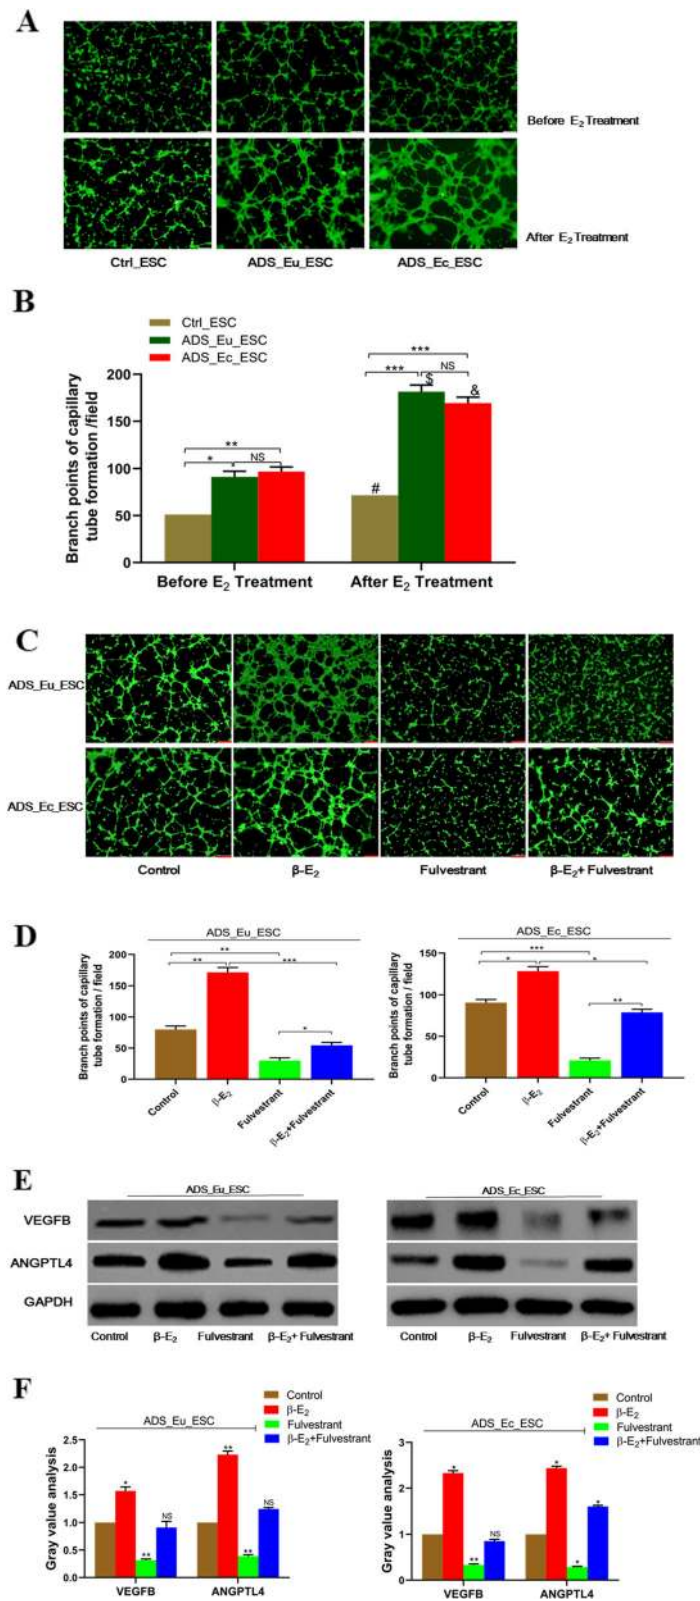 A
Before E₂ Treatment
After E₂ Treatment
Ctrl_ESC ADS_Eu_ESC ADS_Ec_ESC
B
Ctrl_ESC
ADS_Eu_ESC
ADS_Ec_ESC
Branch points of capillary
tube formation /field
200
150
100
50
0
* ** NS
*** *** NS
# $ &
Before E₂ Treatment After E₂ Treatment
C
ADS_Eu_ESC
ADS_Ec_ESC
Control β-E₂ Fulvestrant β-E₂+ Fulvestrant
D
ADS_Eu_ESC
Branch points of capillary
tube formation / field
200
150
100
50
0
**
** ***
*
Control β-E₂ Fulvestrant β-E₂+Fulvestrant
ADS_Ec_ESC
Branch points of capillary
tube formation / field
150
100
50
0
***
* *
**
Control β-E₂ Fulvestrant β-E₂+Fulvestrant
E
ADS_Eu_ESC ADS_Ec_ESC
VEGFB
ANGPTL4
GAPDH
Control β-E₂ Fulvestrant β-E₂+ Fulvestrant
Control β-E₂ Fulvestrant β-E₂+ Fulvestrant
F
Control
β-E₂
Fulvestrant
β-E₂+Fulvestrant
ADS_Eu_ESC
Gray value analysis
2.5
2.0
1.5
1.0
0.5
0.0
* ** NS
** ** NS
VEGFB ANGPTL4
Control
β-E₂
Fulvestrant
β-E₂+Fulvestrant
ADS_Ec_ESC
Gray value analysis
3
2
1
0
* ** NS
* * *
VEGFB ANGPTL4